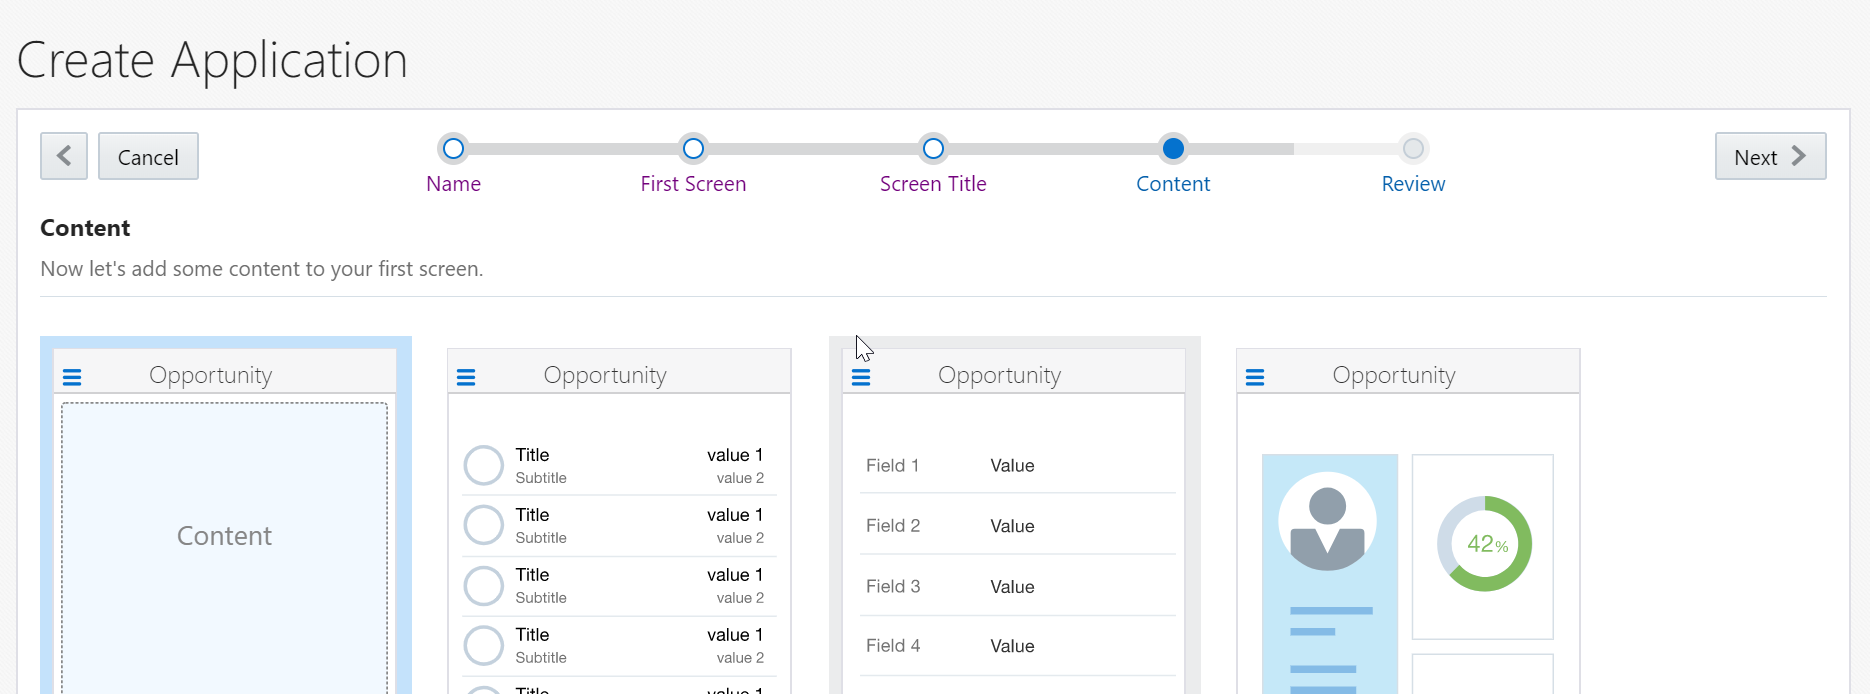 Create Application
Cancel
Name
First Screen
Screen Title
Content
Review
Next
Content
Now let's add some content to your first screen.
Opportunity
Content
Opportunity
Title value 1
Subtitle value 2
Title value 1
Subtitle value 2
Title value 1
Subtitle value 2
Title value 1
Subtitle value 2
Title value 1
Opportunity
Field 1 Value
Field 2 Value
Field 3 Value
Field 4 Value
Opportunity
42%